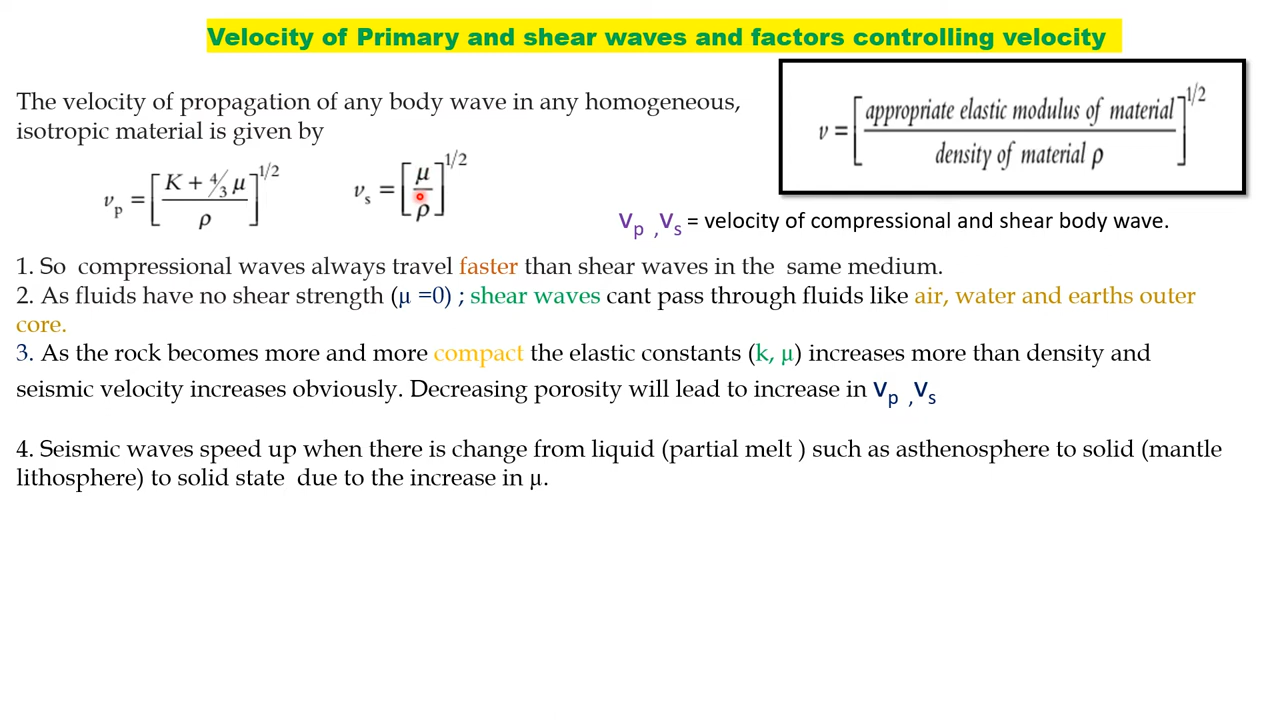 Velocity of Primary and shear waves and factors controlling velocity
The velocity of propagation of any body wave in any homogeneous,
isotropic material is given by
v = [appropriate elastic modulus of material / density of material ρ]^1/2
v_p = [K + 4/3 μ / ρ]^1/2
v_s = [μ / ρ]^1/2
v_p ,v_s = velocity of compressional and shear body wave.
1. So compressional waves always travel faster than shear waves in the same medium.
2. As fluids have no shear strength (μ =0) ; shear waves cant pass through fluids like air, water and earths outer
core.
3. As the rock becomes more and more compact the elastic constants (k, μ) increases more than density and
seismic velocity increases obviously. Decreasing porosity will lead to increase in v_p ,v_s
4. Seismic waves speed up when there is change from liquid (partial melt ) such as asthenosphere to solid (mantle
lithosphere) to solid state due to the increase in μ.